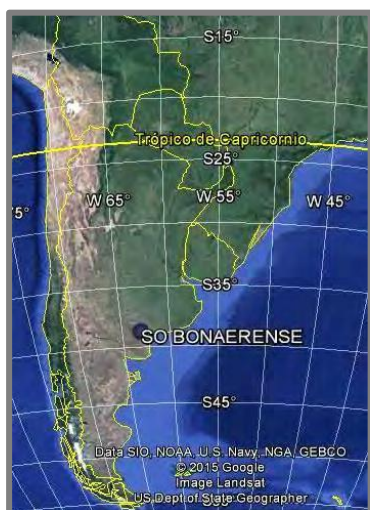 S15°
Trópico de Capricornio
S25°
75° W 65° W 55° W 45°
S35°
SO BONAERENSE
S45°
Data SIO, NOAA, U.S. Navy, NGA, GEBCO
© 2015 Google
Image Landsat
US Dept of State Geographer